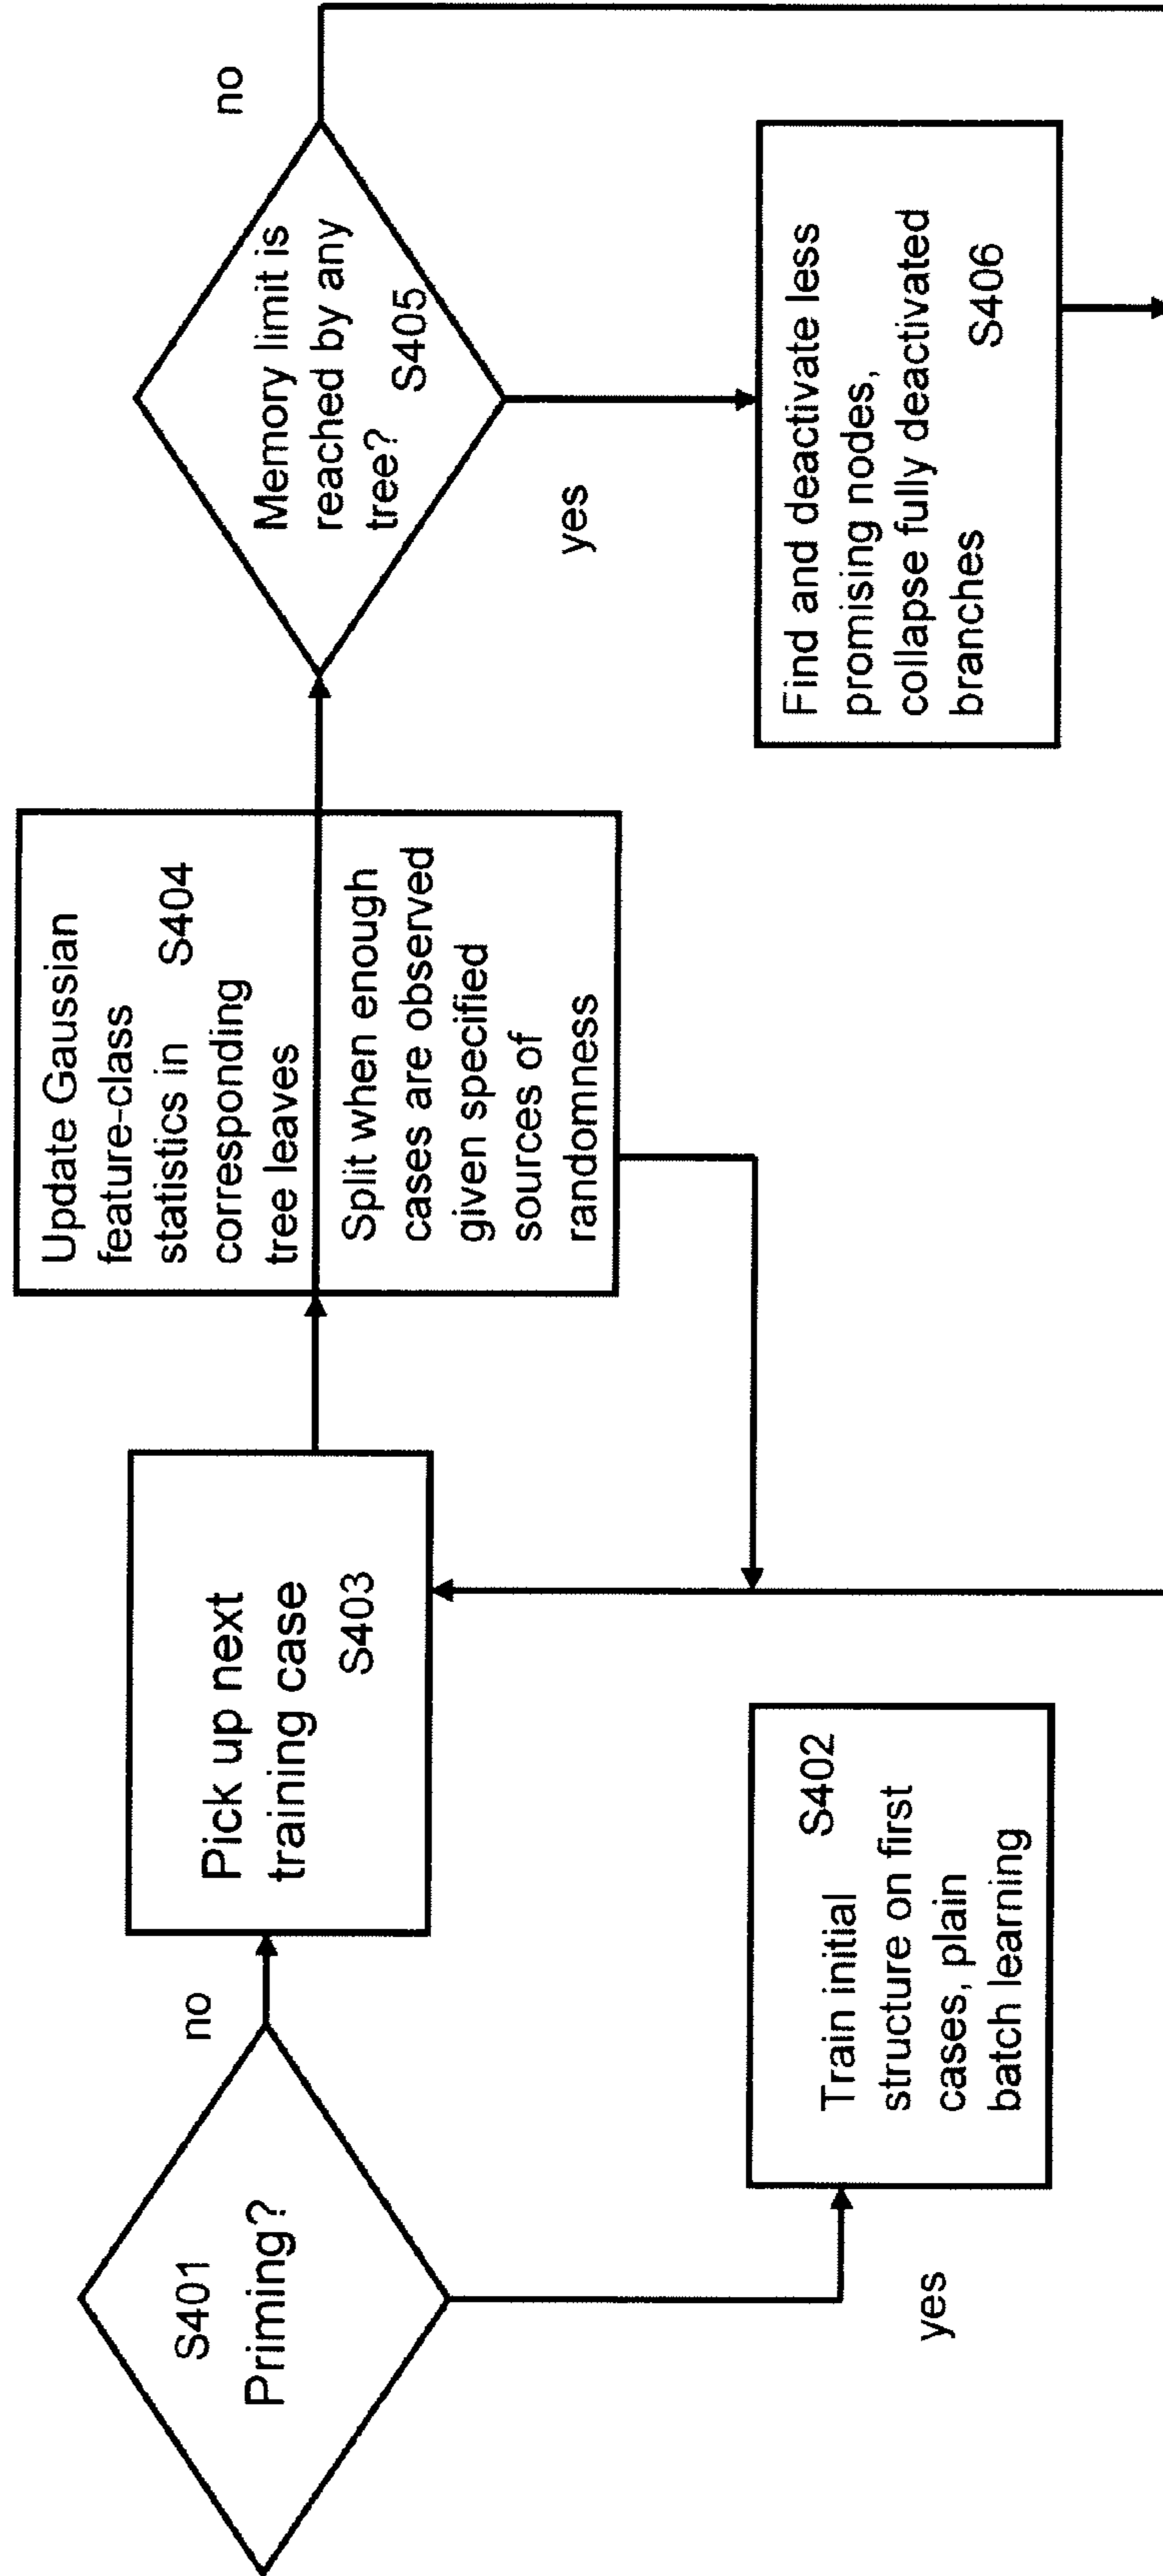 S401
Priming?
no
yes
S402
Train initial
structure on first
cases, plain
batch learning
Pick up next
training case
S403
Update Gaussian
feature-class
statistics in S404
corresponding
tree leaves
Split when enough
cases are observed
given specified
sources of
randomness
Memory limit is
reached by any
tree? S405
no
yes
Find and deactivate less
promising nodes,
collapse fully deactivated
branches S406